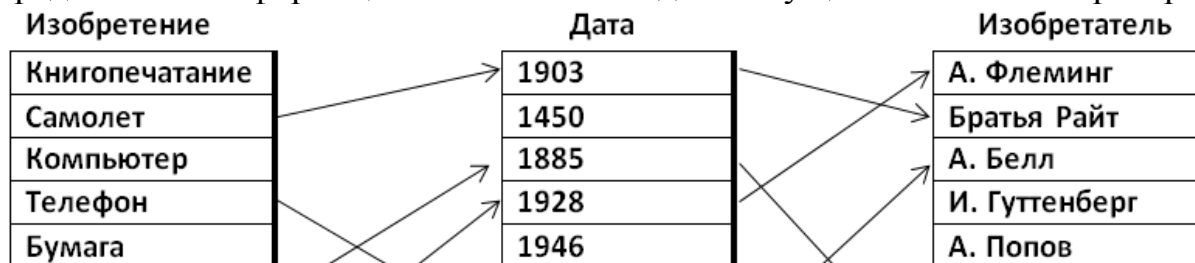 Изобретение Дата Изобретатель
Книгопечатание 1903 А. Флеминг
Самолет 1450 Братья Райт
Компьютер 1885 А. Белл
Телефон 1928 И. Гуттенберг
Бумага 1946 А. Попов